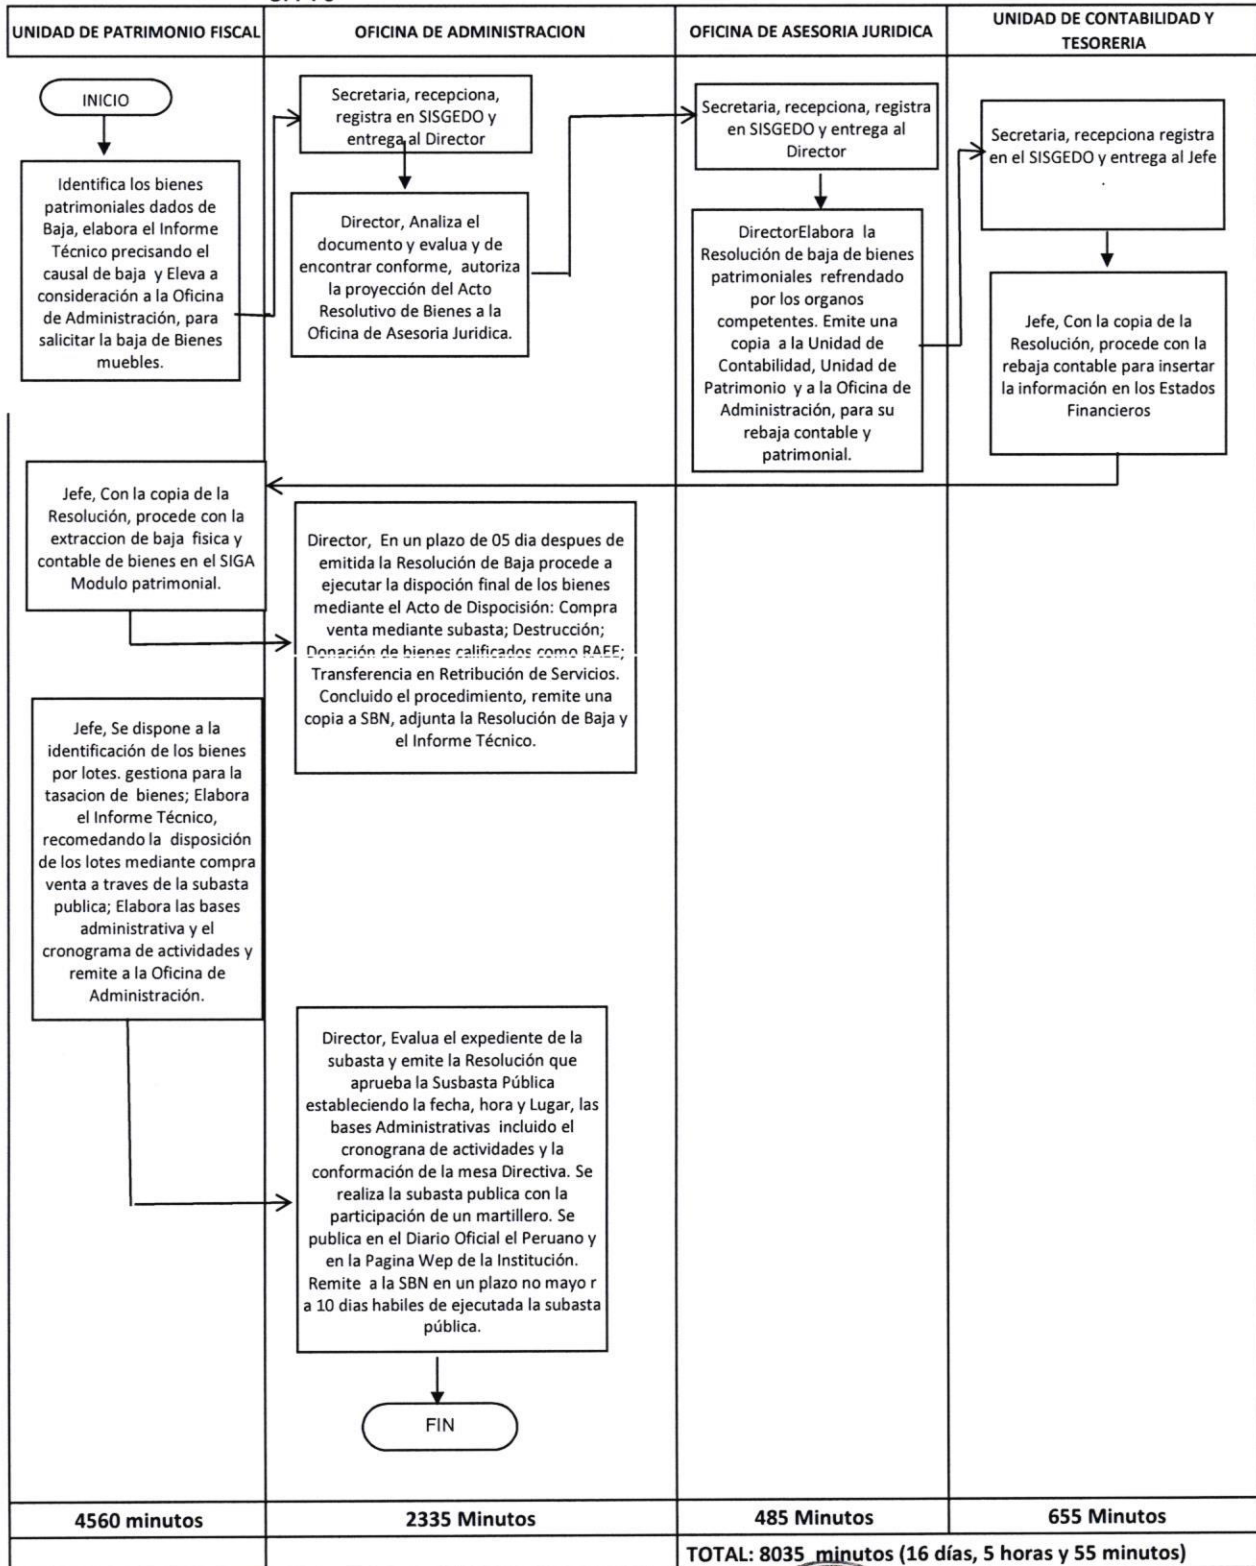 UNIDAD DE PATRIMONIO FISCAL
OFICINA DE ADMINISTRACION
OFICINA DE ASESORIA JURIDICA
UNIDAD DE CONTABILIDAD Y
TESORERIA
INICIO
Identifica los bienes
patrimoniales dados de
Baja, elabora el Informe
Técnico precisando el
causal de baja y Eleva a
consideración a la Oficina
de Administración, para
salicitar la baja de Bienes
muebles.
Secretaria, recepciona,
registra en SISGEDO y
entrega al Director
Director, Analiza el
documento y evalua y de
encontrar conforme, autoriza
la proyección del Acto
Resolutivo de Bienes a la
Oficina de Asesoria Juridica.
Secretaria, recepciona, registra
en SISGEDO y entrega al
Director
DirectorElabora la
Resolución de baja de bienes
patrimoniales refrendado
por los organos
competentes. Emite una
copia a la Unidad de
Contabilidad, Unidad de
Patrimonio y a la Oficina de
Administración, para su
rebaja contable y
patrimonial.
Secretaria, recepciona registra
en el SISGEDO y entrega al Jefe
.
Jefe, Con la copia de la
Resolución, procede con la
rebaja contable para insertar
la información en los Estados
Financieros
Jefe, Con la copia de la
Resolución, procede con la
extraccion de baja fisica y
contable de bienes en el SIGA
Modulo patrimonial.
Director, En un plazo de 05 dia despues de
emitida la Resolución de Baja procede a
ejecutar la dispoción final de los bienes
mediante el Acto de Dispocisión: Compra
venta mediante subasta; Destrucción;
Donación de bienes calificados como RAEE;
Transferencia en Retribución de Servicios.
Concluido el procedimiento, remite una
copia a SBN, adjunta la Resolución de Baja y
el Informe Técnico.
Jefe, Se dispone a la
identificación de los bienes
por lotes. gestiona para la
tasacion de bienes; Elabora
el Informe Técnico,
recomedando la disposición
de los lotes mediante compra
venta a traves de la subasta
publica; Elabora las bases
administrativa y el
cronograma de actividades y
remite a la Oficina de
Administración.
Director, Evalua el expediente de la
subasta y emite la Resolución que
aprueba la Susbasta Pública
estableciendo la fecha, hora y Lugar, las
bases Administrativas incluido el
cronograna de actividades y la
conformación de la mesa Directiva. Se
realiza la subasta publica con la
participación de un martillero. Se
publica en el Diario Oficial el Peruano y
en la Pagina Wep de la Institución.
Remite a la SBN en un plazo no mayo r
a 10 dias habiles de ejecutada la subasta
pública.
FIN
4560 minutos
2335 Minutos
485 Minutos
655 Minutos
TOTAL: 8035 minutos (16 días, 5 horas y 55 minutos)